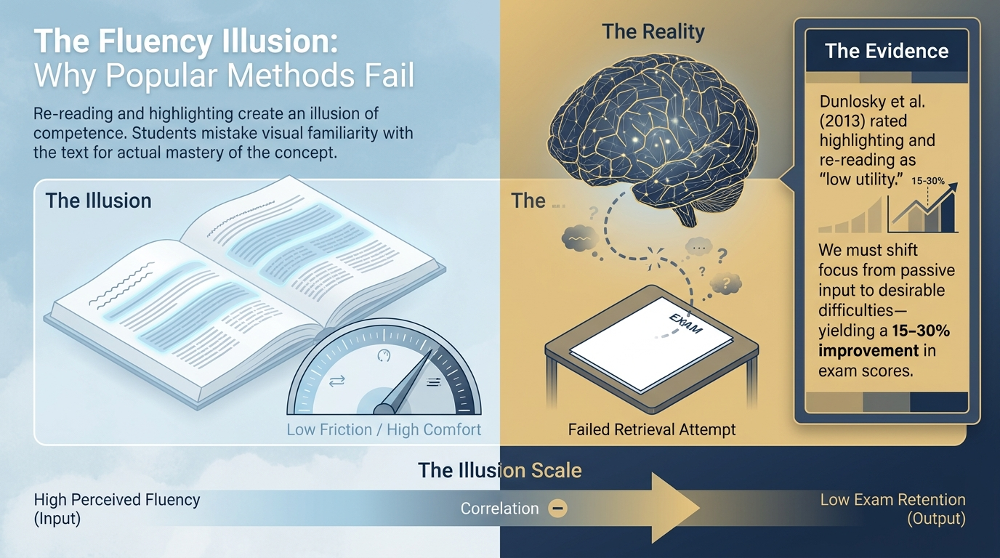 The Fluency Illusion:
Why Popular Methods Fail
Re-reading and highlighting create an illusion of
competence. Students mistake visual familiarity with
the text for actual mastery of the concept.
The Illusion
Low Friction / High Comfort
The Reality
The ...
?
...
?
?
?
EXAM
Failed Retrieval Attempt
The Evidence
Dunlosky et al.
(2013) rated
highlighting and
re-reading as
“low utility.”
15-30%
We must shift
focus from passive
input to desirable
difficulties—
yielding a 15–30%
improvement in
exam scores.
The Illusion Scale
High Perceived Fluency
(Input)
Correlation −
Low Exam Retention
(Output)